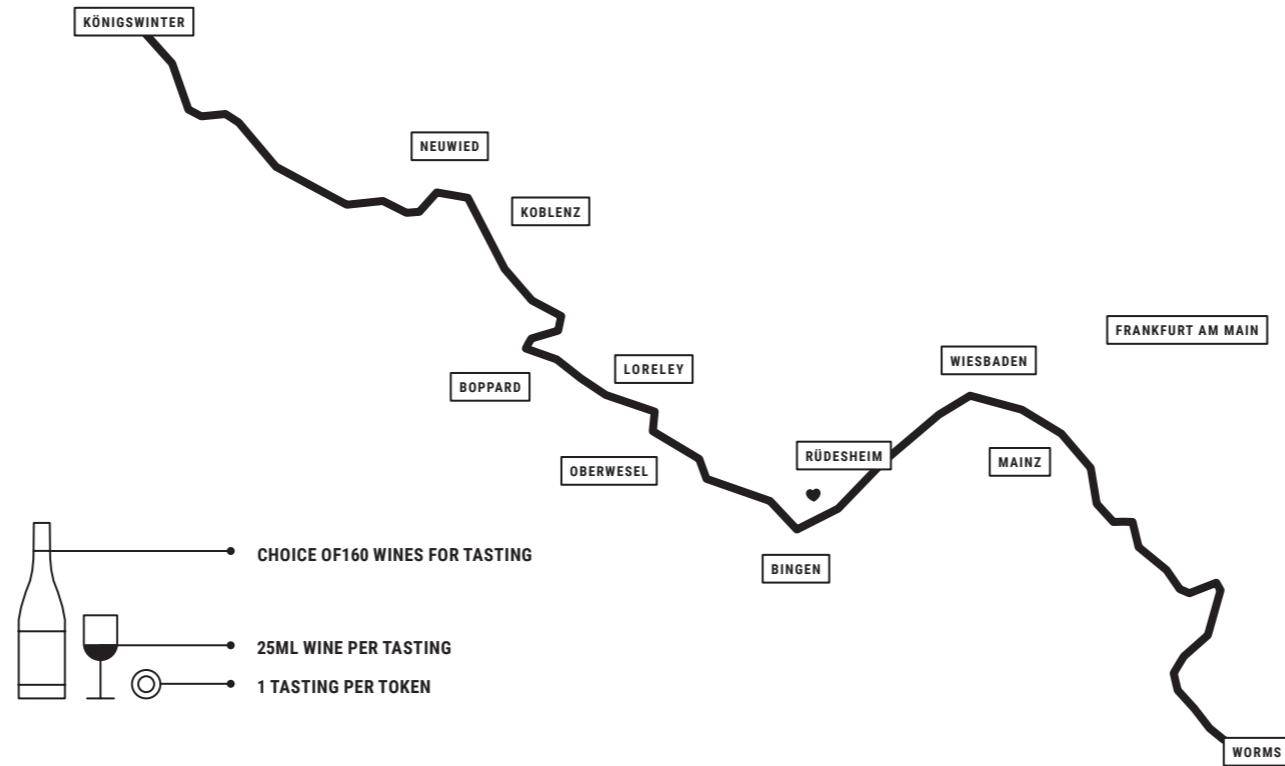 KÖNIGSWINTER
NEUWIED
KOBLENZ
FRANKFURT AM MAIN
WIESBADEN
LORELEY
BOPPARD
RÜDESHEIM
MAINZ
OBERWESEL
BINGEN
CHOICE OF160 WINES FOR TASTING
25ML WINE PER TASTING
1 TASTING PER TOKEN
WORMS